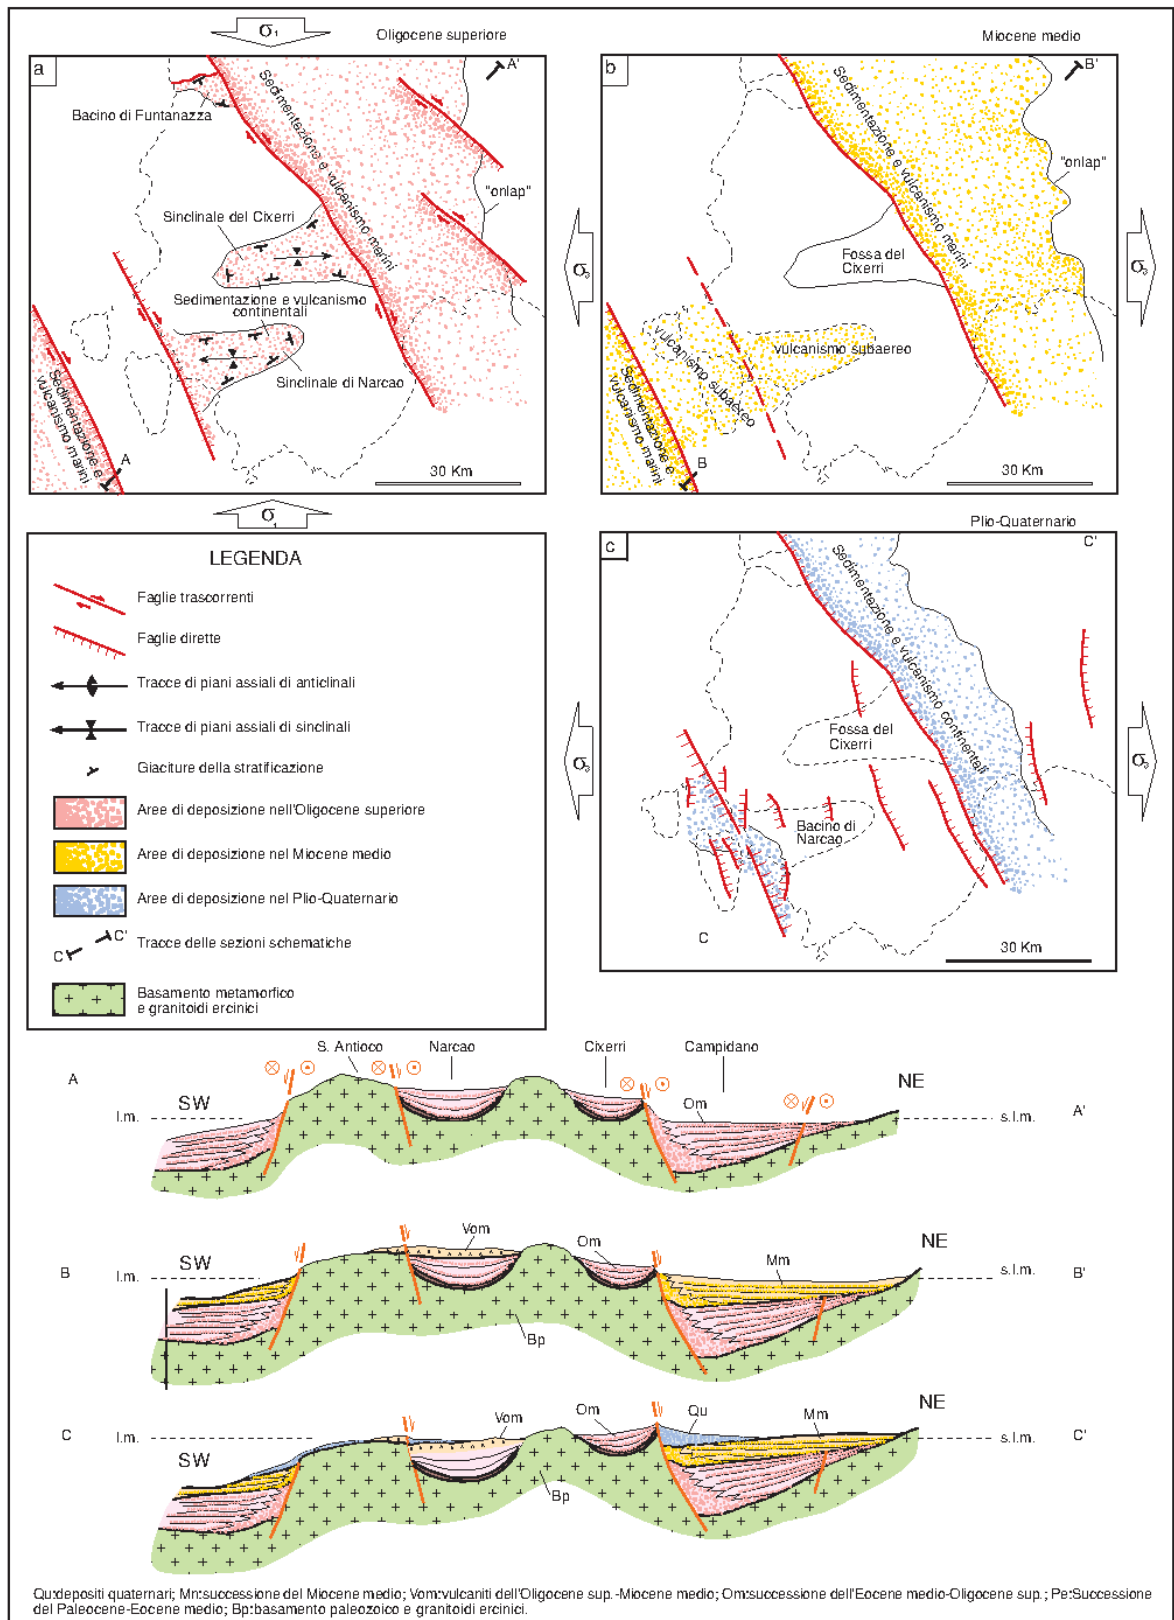 σ1
Oligocene superiore
Miocene medio
a
A'
Bacino di Funtanazza
Sedimentazione e vulcanismo marini
"onlap"
Sinclinale del Cixerri
Sedimentazione e vulcanismo
continentali
Sinclinale di Narcao
Sedimentazione e
vulcanismo marini
A
30 Km
σ1
b
B'
Sedimentazione e vulcanismo marini
"onlap"
σ3
σ3
Fossa del
Cixerri
vulcanismo subaereo
vulcanismo subaereo
Sedimentazione e
vulcanismo marini
B
30 Km
Plio-Quaternario
c
C'
Sedimentazione e vulcanismo continentali
σ3
σ3
Fossa del
Cixerri
Bacino di
Narcao
C
30 Km
LEGENDA
Faglie trascorrenti
Faglie dirette
Tracce di piani assiali di anticlinali
Tracce di piani assiali di sinclinali
Giaciture della stratificazione
Aree di deposizione nell'Oligocene superiore
Aree di deposizione nel Miocene medio
Aree di deposizione nel Plio-Quaternario
C C' Tracce delle sezioni schematiche
Basamento metamorfico
e granitoidi ercinici
S. Antioco Narcao Cixerri Campidano
A SW NE
l.m. Om s.l.m. A'
Vom Om NE
B SW Mm
l.m. s.l.m. B'
Bp
Vom Om Qu Mm NE
C l.m. s.l.m. C'
SW
Bp
Qu:depositi quaternari; Mn:successione del Miocene medio; Vom:vulcaniti dell'Oligocene sup.-Miocene medio; Om:successione dell'Eocene medio-Oligocene sup.; Pe:Successione
del Paleocene-Eocene medio; Bp:basamento paleozoico e granitoidi ercinici.